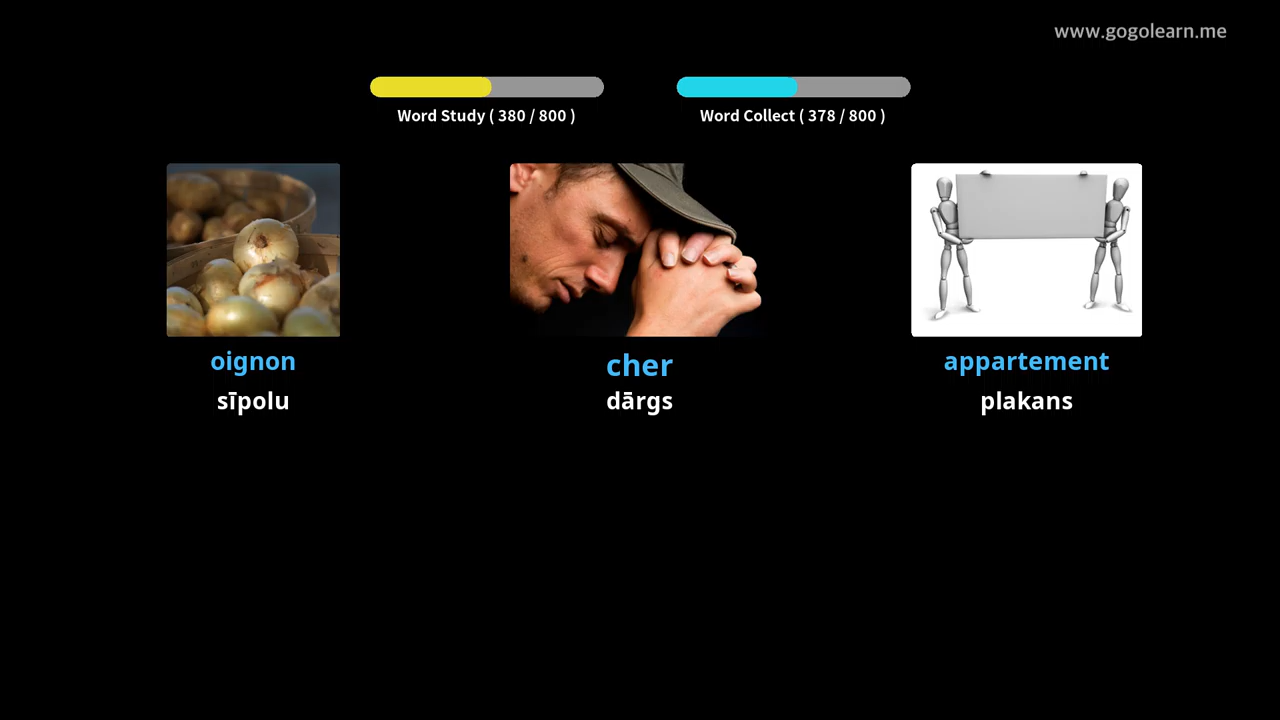 www.gogolearn.me
Word Study ( 380 / 800 )
Word Collect ( 378 / 800 )
oignon
cher
appartement
sīpolu
dārgs
plakans